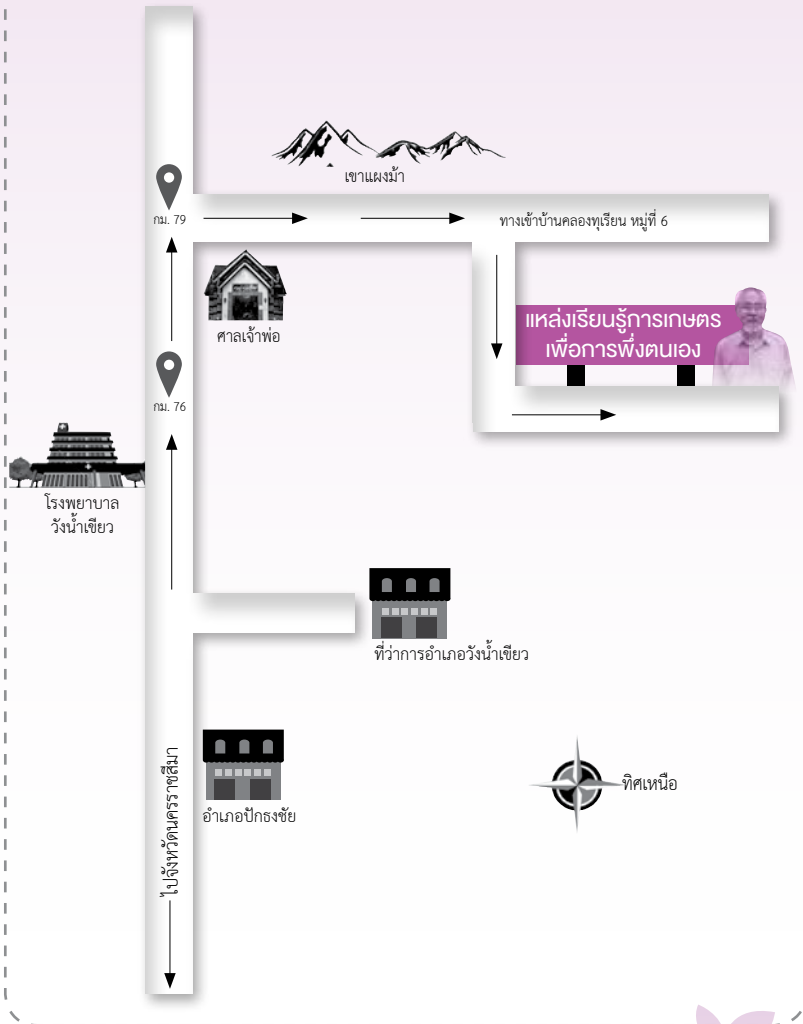 เขาแผงม้า
กม. 79
ทางเข้าบ้านคลองทุเรียน หมู่ที่ 6
ศาลเจ้าพ่อ
แหล่งเรียนรู้การเกษตร
เพื่อการพึ่งตนเอง
กม. 76
โรงพยาบาล
วังน้ำเขียว
ที่ว่าการอำเภอวังน้ำเขียว
ไปจังหวัดนครราชสีมา
อำเภอปักธงชัย
ทิศเหนือ